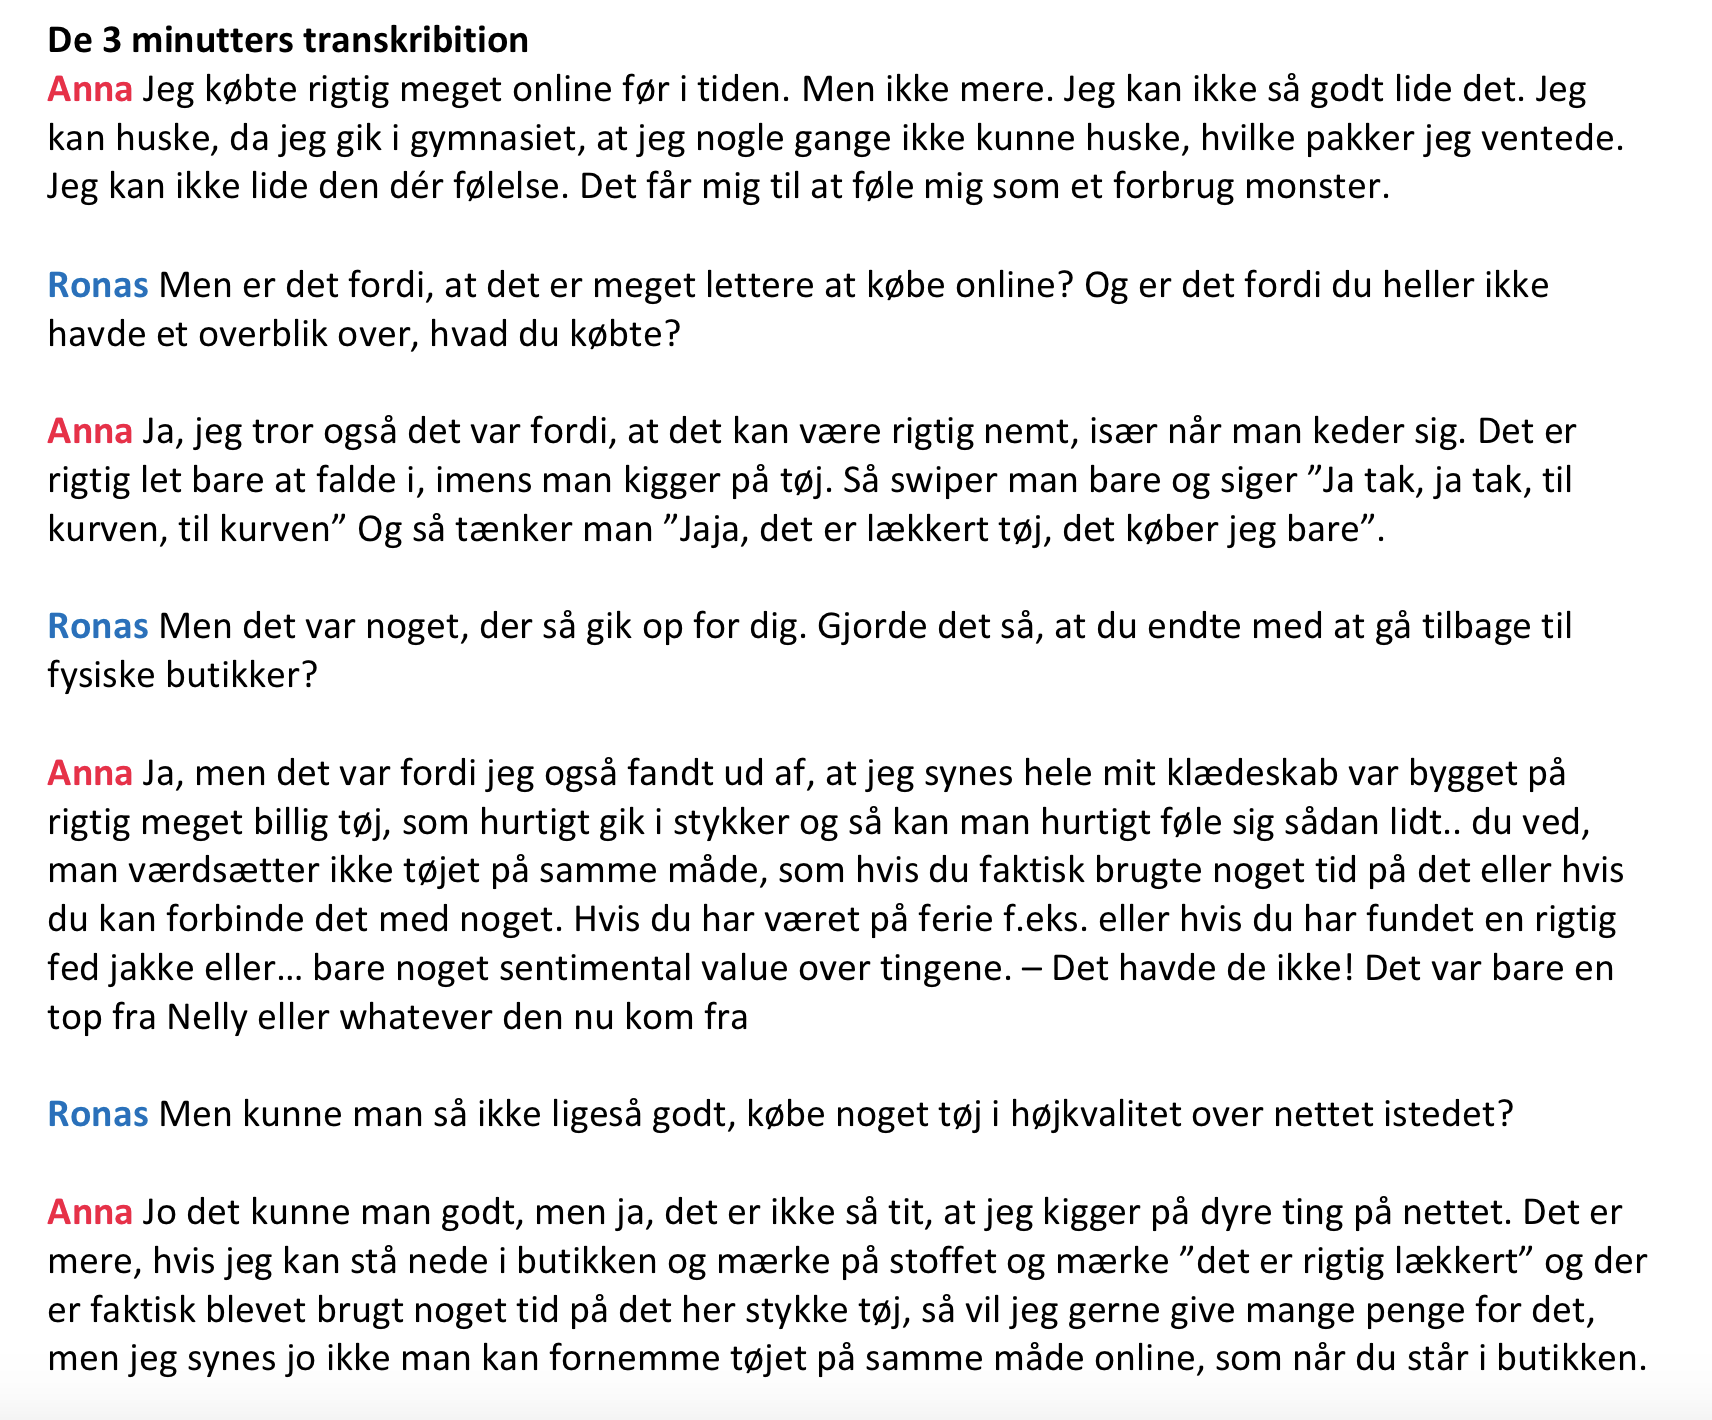 De 3 minutters transkribition
Anna Jeg købte rigtig meget online før i tiden. Men ikke mere. Jeg kan ikke så godt lide det. Jeg
kan huske, da jeg gik i gymnasiet, at jeg nogle gange ikke kunne huske, hvilke pakker jeg ventede.
Jeg kan ikke lide den dér følelse. Det får mig til at føle mig som et forbrug monster.
Ronas Men er det fordi, at det er meget lettere at købe online? Og er det fordi du heller ikke
havde et overblik over, hvad du købte?
Anna Ja, jeg tror også det var fordi, at det kan være rigtig nemt, især når man keder sig. Det er
rigtig let bare at falde i, imens man kigger på tøj. Så swiper man bare og siger ”Ja tak, ja tak, til
kurven, til kurven” Og så tænker man ”Jaja, det er lækkert tøj, det køber jeg bare”.
Ronas Men det var noget, der så gik op for dig. Gjorde det så, at du endte med at gå tilbage til
fysiske butikker?
Anna Ja, men det var fordi jeg også fandt ud af, at jeg synes hele mit klædeskab var bygget på
rigtig meget billig tøj, som hurtigt gik i stykker og så kan man hurtigt føle sig sådan lidt.. du ved,
man værdsætter ikke tøjet på samme måde, som hvis du faktisk brugte noget tid på det eller hvis
du kan forbinde det med noget. Hvis du har været på ferie f.eks. eller hvis du har fundet en rigtig
fed jakke eller… bare noget sentimental value over tingene. – Det havde de ikke! Det var bare en
top fra Nelly eller whatever den nu kom fra
Ronas Men kunne man så ikke ligeså godt, købe noget tøj i højkvalitet over nettet istedet?
Anna Jo det kunne man godt, men ja, det er ikke så tit, at jeg kigger på dyre ting på nettet. Det er
mere, hvis jeg kan stå nede i butikken og mærke på stoffet og mærke ”det er rigtig lækkert” og der
er faktisk blevet brugt noget tid på det her stykke tøj, så vil jeg gerne give mange penge for det,
men jeg synes jo ikke man kan fornemme tøjet på samme måde online, som når du står i butikken.